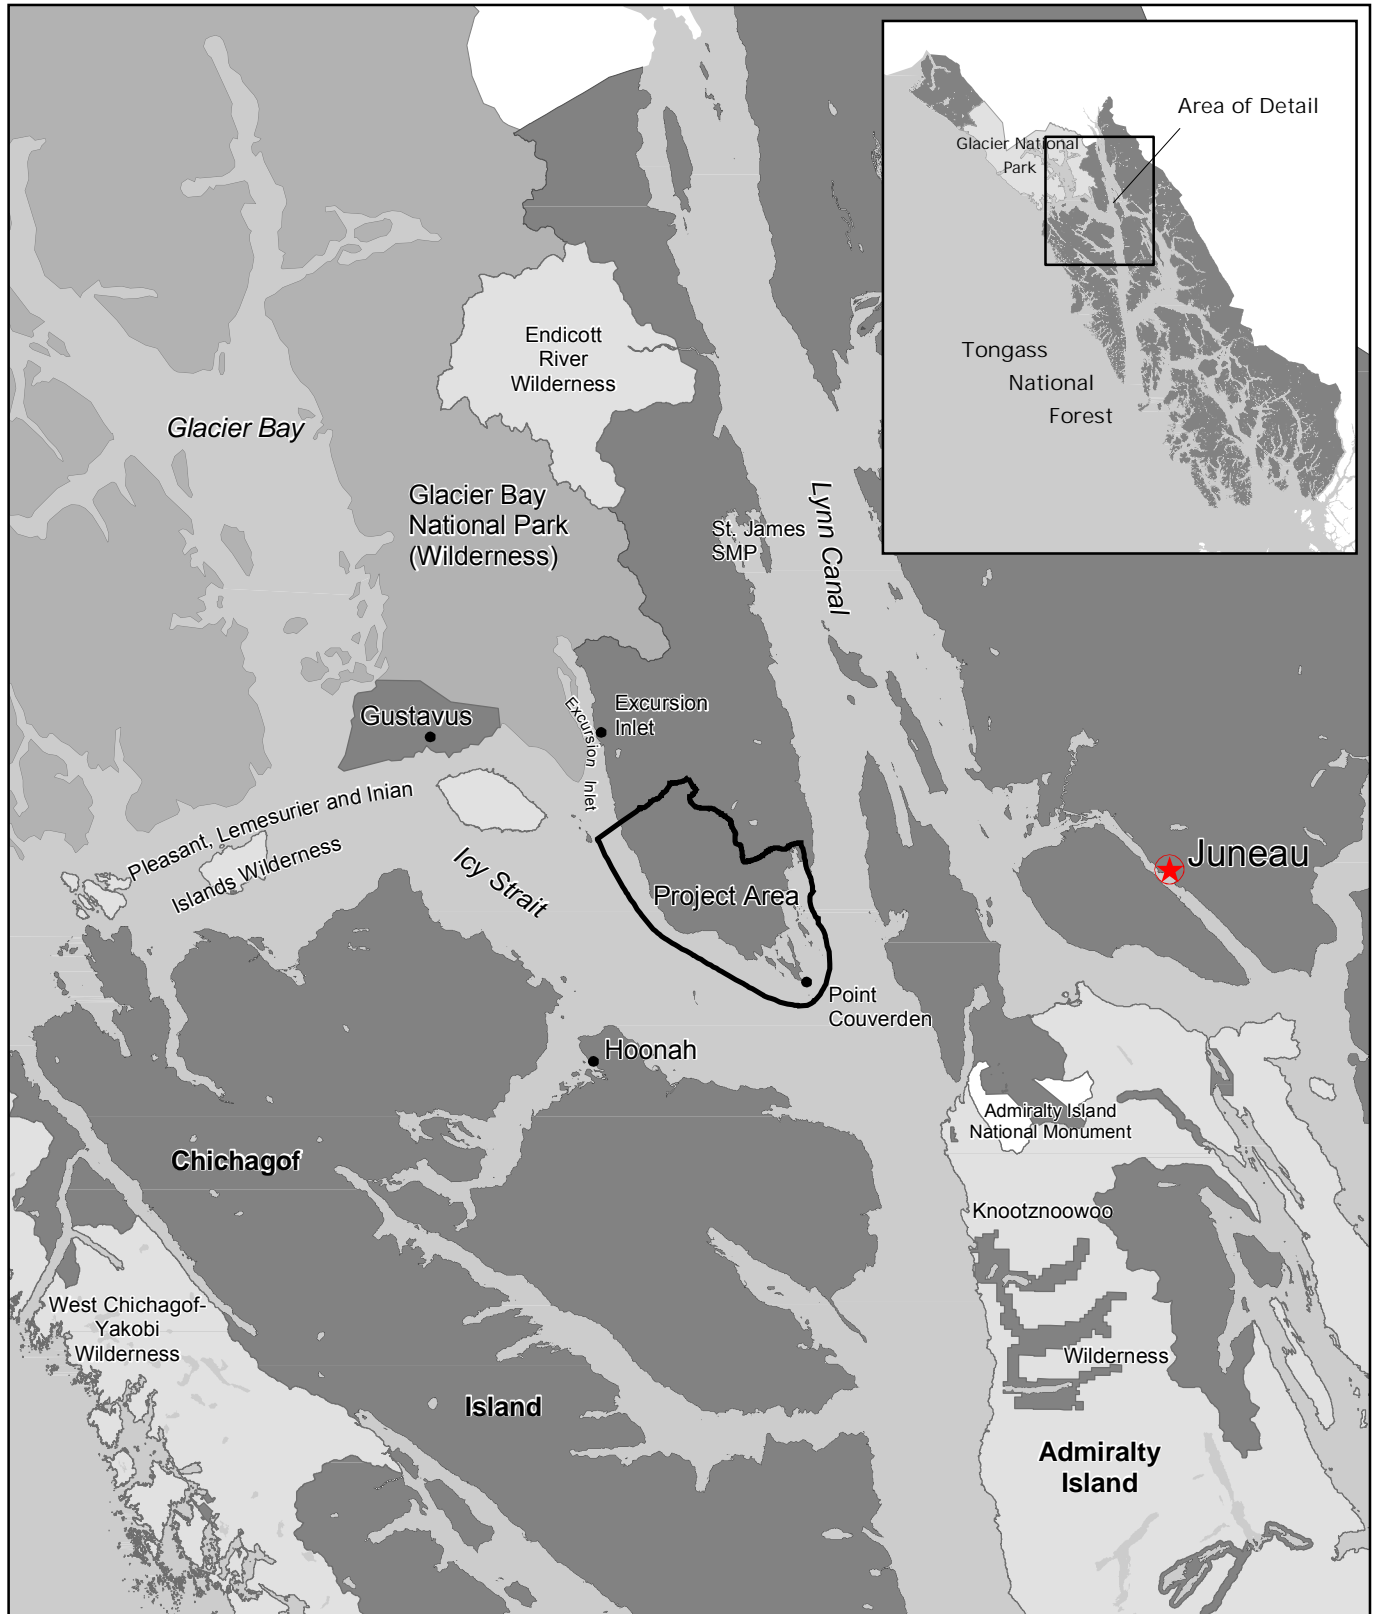 Area of Detail
Glacier National
Park
Tongass
National
Forest
Endicott
River
Wilderness
Glacier Bay
Glacier Bay
National Park
(Wilderness)
Lynn Canal
St. James
SMP
Excursion
Inlet
Excursion Inlet
Gustavus
Pleasant, Lemesurier and Inian
Islands Wilderness
Icy Strait
Project Area
Juneau
Point
Couverden
Hoonah
Admiralty Island
National Monument
Chichagof
Knootznoowoo
West Chichagof-
Yakobi
Wilderness
Wilderness
Island
Admiralty
Island